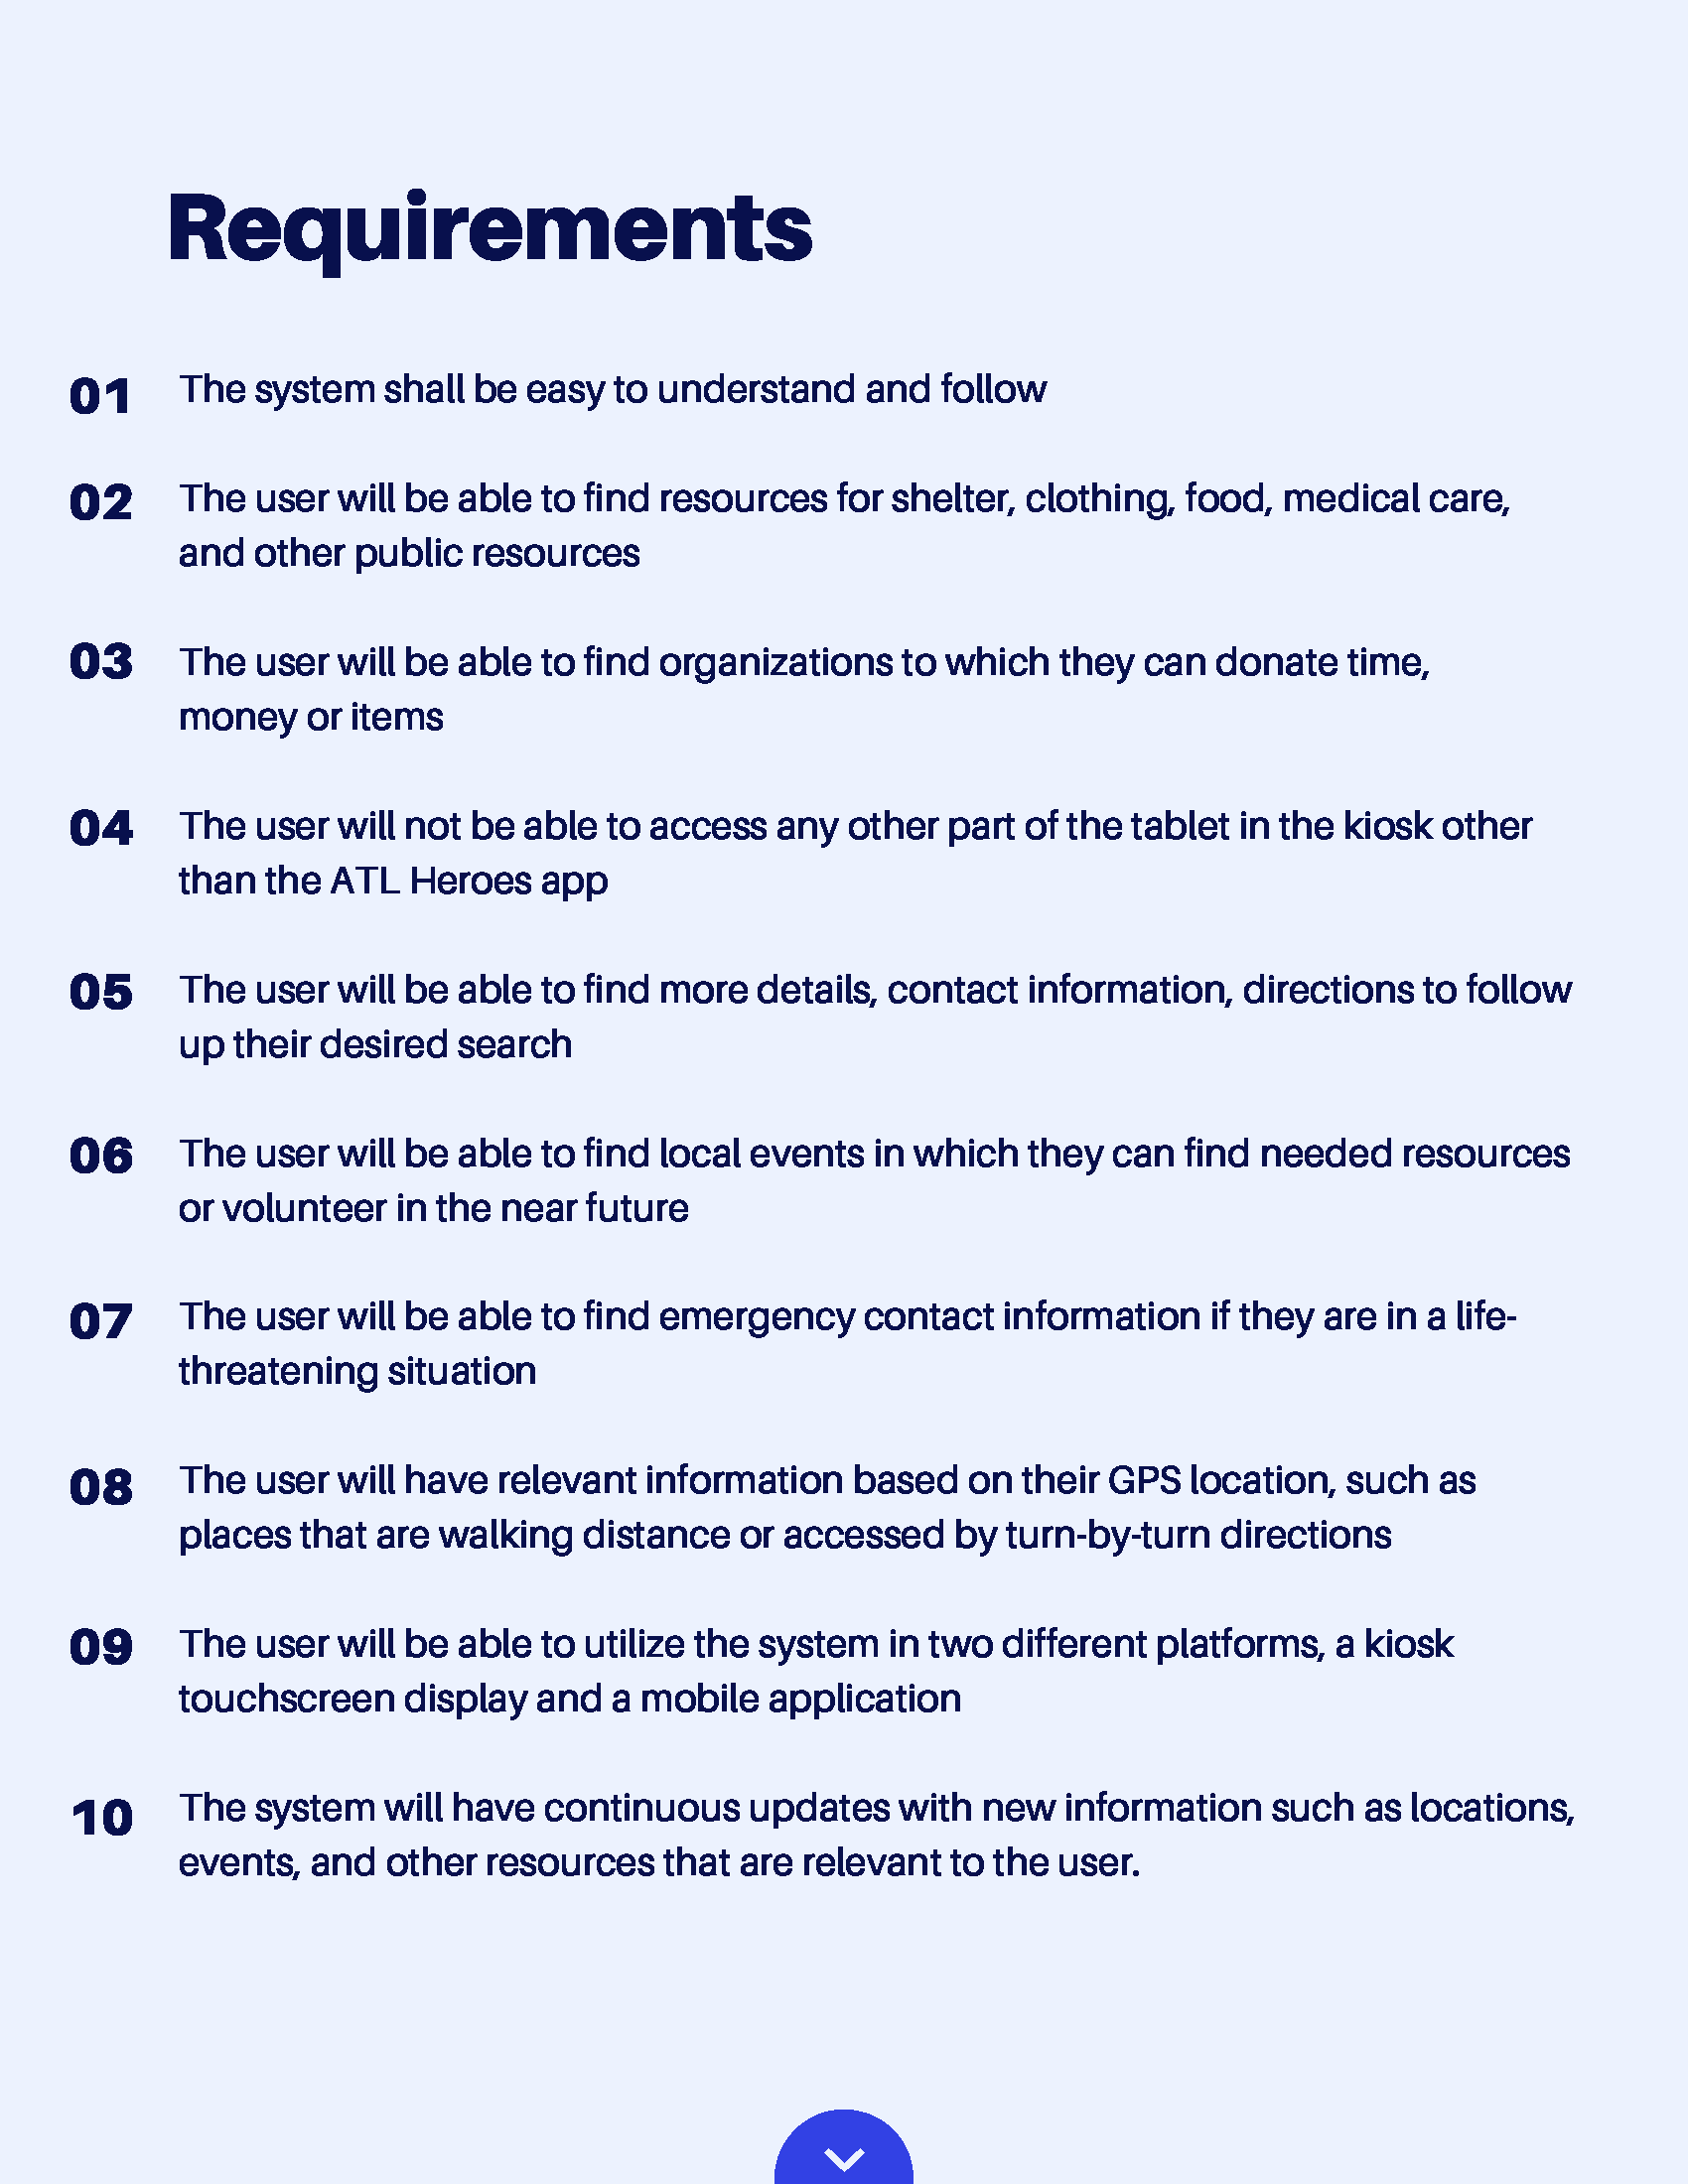 Requirements
01 The system shall be easy to understand and follow
02 The user will be able to find resources for shelter, clothing, food, medical care,
and other public resources
03 The user will be able to find organizations to which they can donate time,
money or items
04 The user will not be able to access any other part of the tablet in the kiosk other
than the ATL Heroes app
05 The user will be able to find more details, contact information, directions to follow
up their desired search
06 The user will be able to find local events in which they can find needed resources
or volunteer in the near future
07 The user will be able to find emergency contact information if they are in a life-
threatening situation
08 The user will have relevant information based on their GPS location, such as
places that are walking distance or accessed by turn-by-turn directions
09 The user will be able to utilize the system in two different platforms, a kiosk
touchscreen display and a mobile application
10 The system will have continuous updates with new information such as locations,
events, and other resources that are relevant to the user.